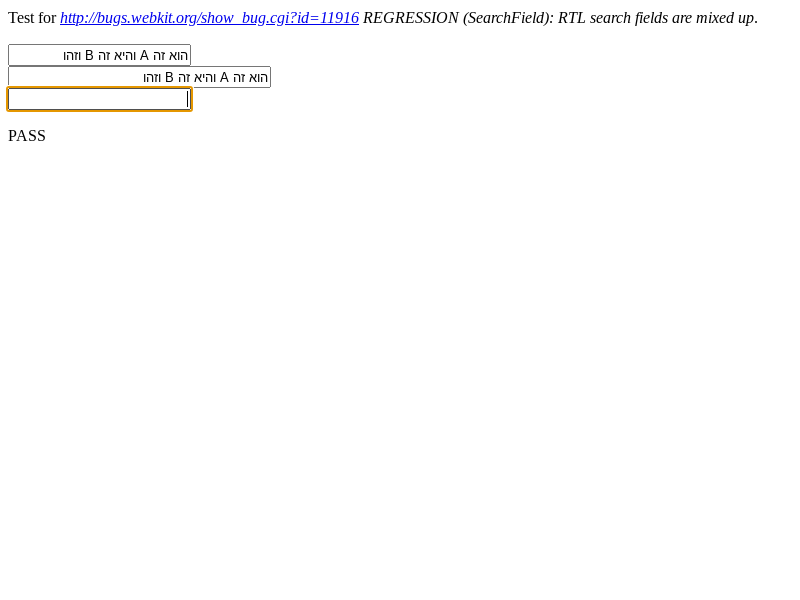 Test for http://bugs.webkit.org/show_bug.cgi?id=11916 REGRESSION (SearchField): RTL search fields are mixed up.
הוא זה A והיא זה B וזהו
הוא זה A והיא זה B וזהו
PASS